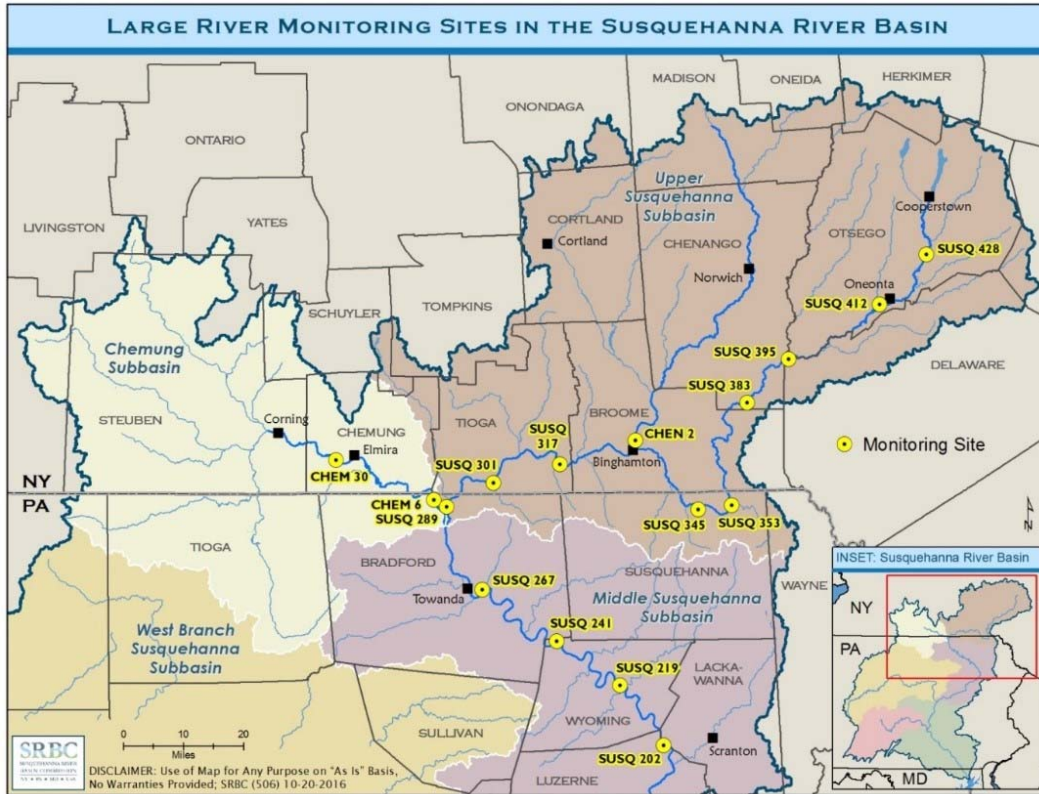 LARGE RIVER MONITORING SITES IN THE SUSQUEHANNA RIVER BASIN
MADISON
ONEIDA
HERKIMER
ONONDAGA
ONTARIO
Upper
Susquehanna
Subbasin
LIVINGSTON
YATES
CORTLAND
Cortland
CHENANGO
Norwich
OTSEGO
Cooperstown
SUSQ 428
Oneonta
SUSQ 412
SCHUYLER
TOMPKINS
Chemung
Subbasin
SUSQ 395
DELAWARE
STEUBEN
Corning
CHEMUNG
Elmira
CHEM 30
TIOGA
SUSQ
317
BROOME
CHEN 2
Binghamton
SUSQ 383
Monitoring Site
SUSQ 301
NY
PA
CHEM 6
SUSQ 289
SUSQ 345
SUSQ 353
N
TIOGA
BRADFORD
SUSQUEHANNA
WAYNE
Towanda
SUSQ 267
Middle Susquehanna
Subbasin
West Branch
Susquehanna
Subbasin
SUSQ 241
SUSQ 219
LACKA-
WANNA
WYOMING
SULLIVAN
SUSQ 202
Scranton
LUZERNE
0 10 20
Miles
SRBC
DISCLAIMER: Use of Map for Any Purpose on "As Is" Basis,
No Warranties Provided; SRBC (506) 10-20-2016
INSET: Susquehanna River Basin
NY
PA
MD